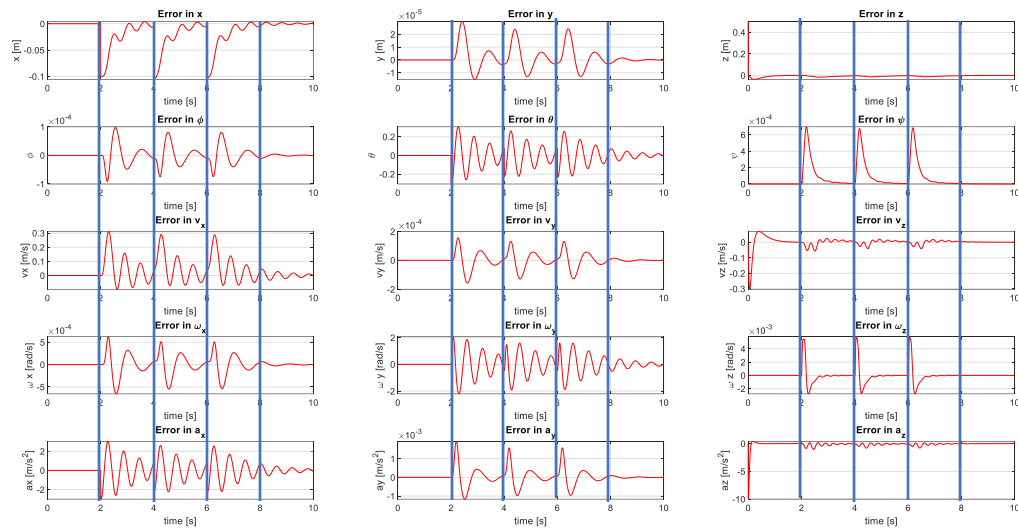 Error in x
x [m]
0
-0.05
-0.1
0 2 4 6 8 10
time [s]
Error in y
×10⁻⁵
y [m]
2
1
0
-1
0 2 4 6 8 10
time [s]
Error in z
z [m]
0.4
0.2
0
0 2 4 6 8 10
time [s]
Error in ϕ
×10⁻⁴
1
0
-1
0 2 4 6 8 10
Error in θ
θ
0.2
0
-0.2
0 2 4 6 8 10
Error in ψ
×10⁻⁴
ψ
6
4
2
0
0 2 4 6 8 10
Error in vₓ
vx [m/s]
0.3
0.2
0.1
0
0 2 4 6 8 10
time [s]
Error in v_y
×10⁻⁴
vy [m/s]
2
0
-2
0 2 4 6 8 10
time [s]
Error in v_z
vz [m/s]
0
-0.1
-0.2
-0.3
0 2 4 6 8 10
time [s]
Error in ωₓ
×10⁻⁴
ω x [rad/s]
5
0
-5
0 2 4 6 8 10
time [s]
Error in ω_y
ω y [rad/s]
2
0
-2
0 2 4 6 8 10
time [s]
Error in ω_z
×10⁻³
ω z [rad/s]
4
2
0
-2
0 2 4 6 8 10
time [s]
Error in aₓ
ax [m/s²]
2
0
-2
0 2 4 6 8 10
time [s]
Error in a_y
×10⁻³
ay [m/s²]
1
0
-1
0 2 4 6 8 10
time [s]
Error in a_z
az [m/s²]
0
-5
-10
0 2 4 6 8 10
time [s]